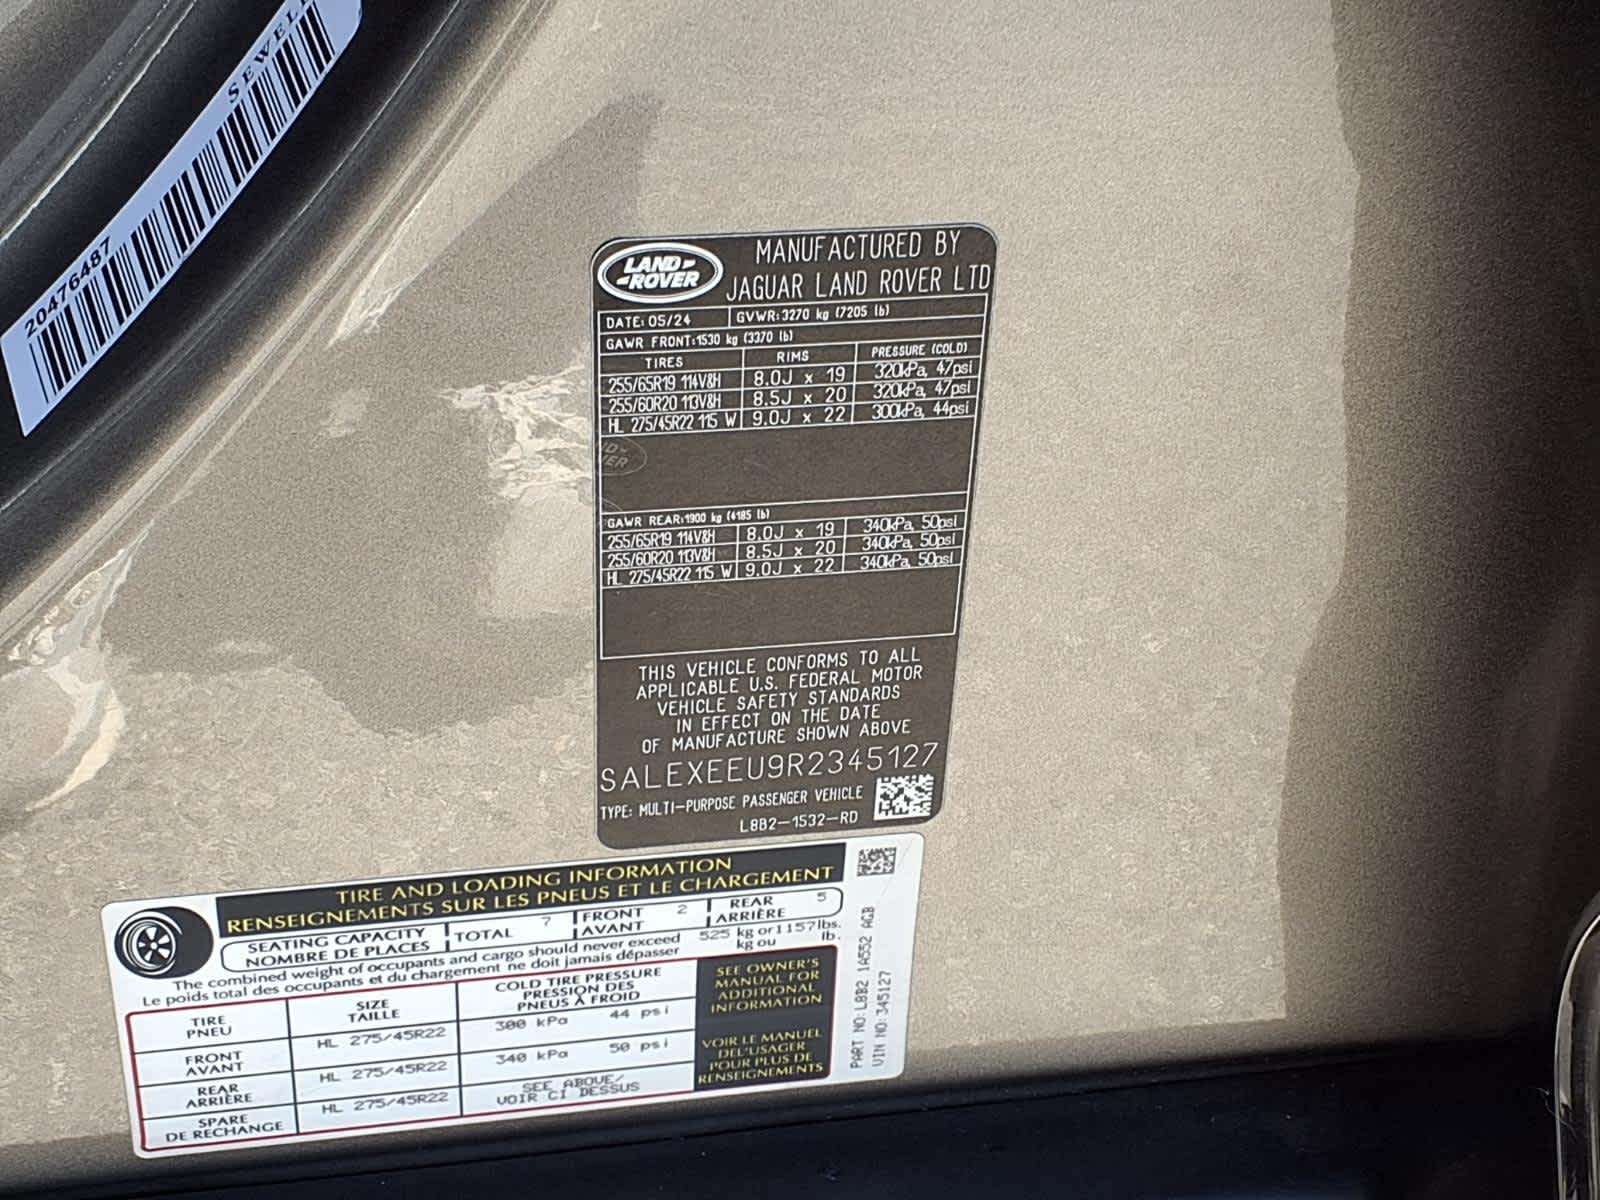 SEWELL
20476487
LAND
ROVER
MANUFACTURED BY
JAGUAR LAND ROVER LTD
DATE: 05/24 GVWR: 3270 kg (7205 lb)
GAWR FRONT: 1530 kg (3370 lb)
TIRES RIMS PRESSURE (COLD)
255/65R19 114V&H 8.0J x 19 320kPa, 47psi
255/60R20 113V&H 8.5J x 20 320kPa, 47psi
HL 275/45R22 115 W 9.0J x 22 300kPa, 44psi
GAWR REAR: 1900 kg (4185 lb)
255/65R19 114V&H 8.0J x 19 340kPa, 50psi
255/60R20 113V&H 8.5J x 20 340kPa, 50psi
HL 275/45R22 115 W 9.0J x 22 340kPa, 50psi
THIS VEHICLE CONFORMS TO ALL
APPLICABLE U.S. FEDERAL MOTOR
VEHICLE SAFETY STANDARDS
IN EFFECT ON THE DATE
OF MANUFACTURE SHOWN ABOVE
SALEXEEU9R2345127
TYPE: MULTI-PURPOSE PASSENGER VEHICLE
L8B2-1532-RD
TIRE AND LOADING INFORMATION
RENSEIGNEMENTS SUR LES PNEUS ET LE CHARGEMENT
SEATING CAPACITY TOTAL 7 FRONT 2 REAR 5
NOMBRE DE PLACES AVANT ARRIÈRE
The combined weight of occupants and cargo should never exceed 525 kg or 1157 lbs.
Le poids total des occupants et du chargement ne doit jamais dépasser kg ou lb.
TIRE SIZE COLD TIRE PRESSURE
PNEU TAILLE PRESSION DES
PNEUS À FROID
FRONT HL 275/45R22 300 kPa 44 psi
AVANT
REAR HL 275/45R22 340 kPa 50 psi
ARRIÈRE
SPARE HL 275/45R22 SEE ABOVE/
DE RECHANGE VOIR CI DESSUS
SEE OWNER'S
MANUAL FOR
ADDITIONAL
INFORMATION
VOIR LE MANUEL
DEL'USAGER
POUR PLUS DE
RENSEIGNEMENTS
PART NO: L8B2 1A552 AGB
VIN NO: 345127